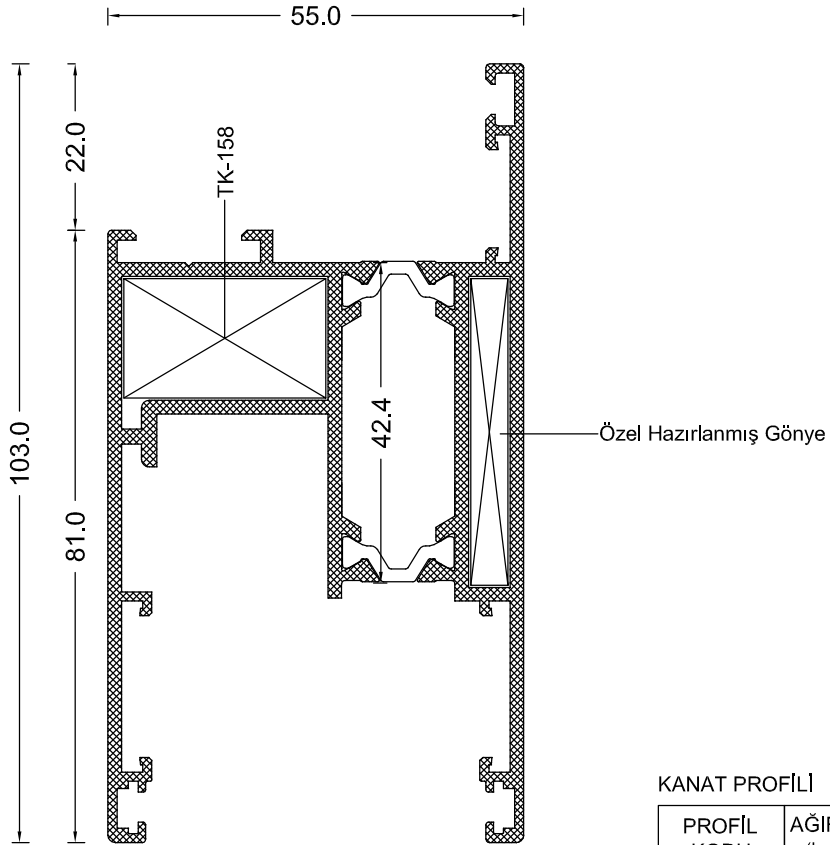 55.0
22.0
TK-158
103.0
81.0
42.4
Özel Hazırlanmış Gönye
KANAT PROFİLİ
PROFİL